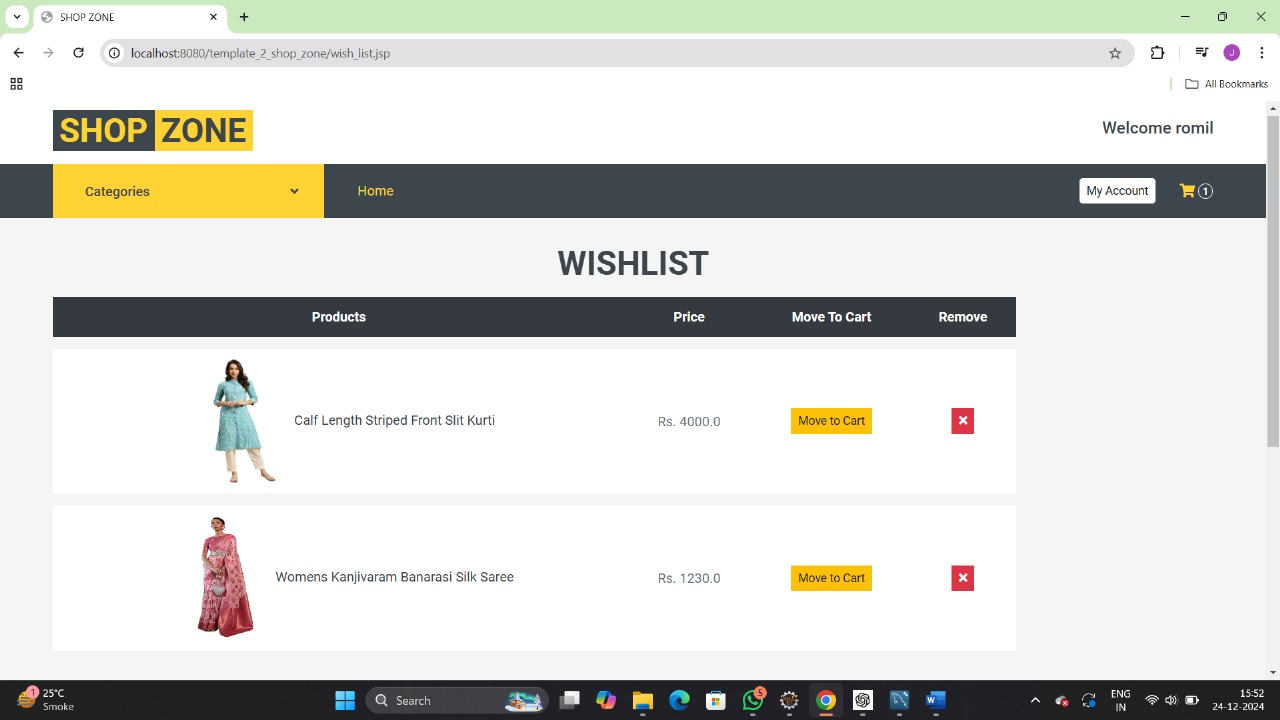 SHOP ZONE
localhost:8080/template_2_shop_zone/wish_list.jsp
J
All Bookmarks
SHOP ZONE
Welcome romil
Categories
Home
My Account
1
WISHLIST
Products Price Move To Cart Remove
Calf Length Striped Front Slit Kurti Rs. 4000.0 Move to Cart
Womens Kanjivaram Banarasi Silk Saree Rs. 1230.0 Move to Cart
1
25°C
Smoke
Search
5
W
ENG
IN
15:52
24-12-2024